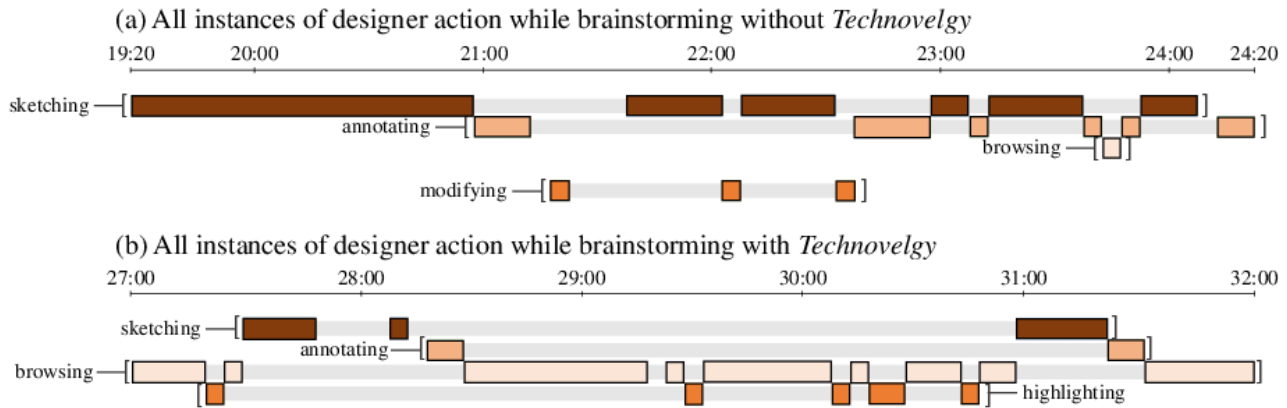 (a) All instances of designer action while brainstorming without Technovelgy
19:20 20:00 21:00 22:00 23:00 24:00 24:20
sketching
annotating
browsing
modifying
(b) All instances of designer action while brainstorming with Technovelgy
27:00 28:00 29:00 30:00 31:00 32:00
sketching
annotating
browsing
highlighting